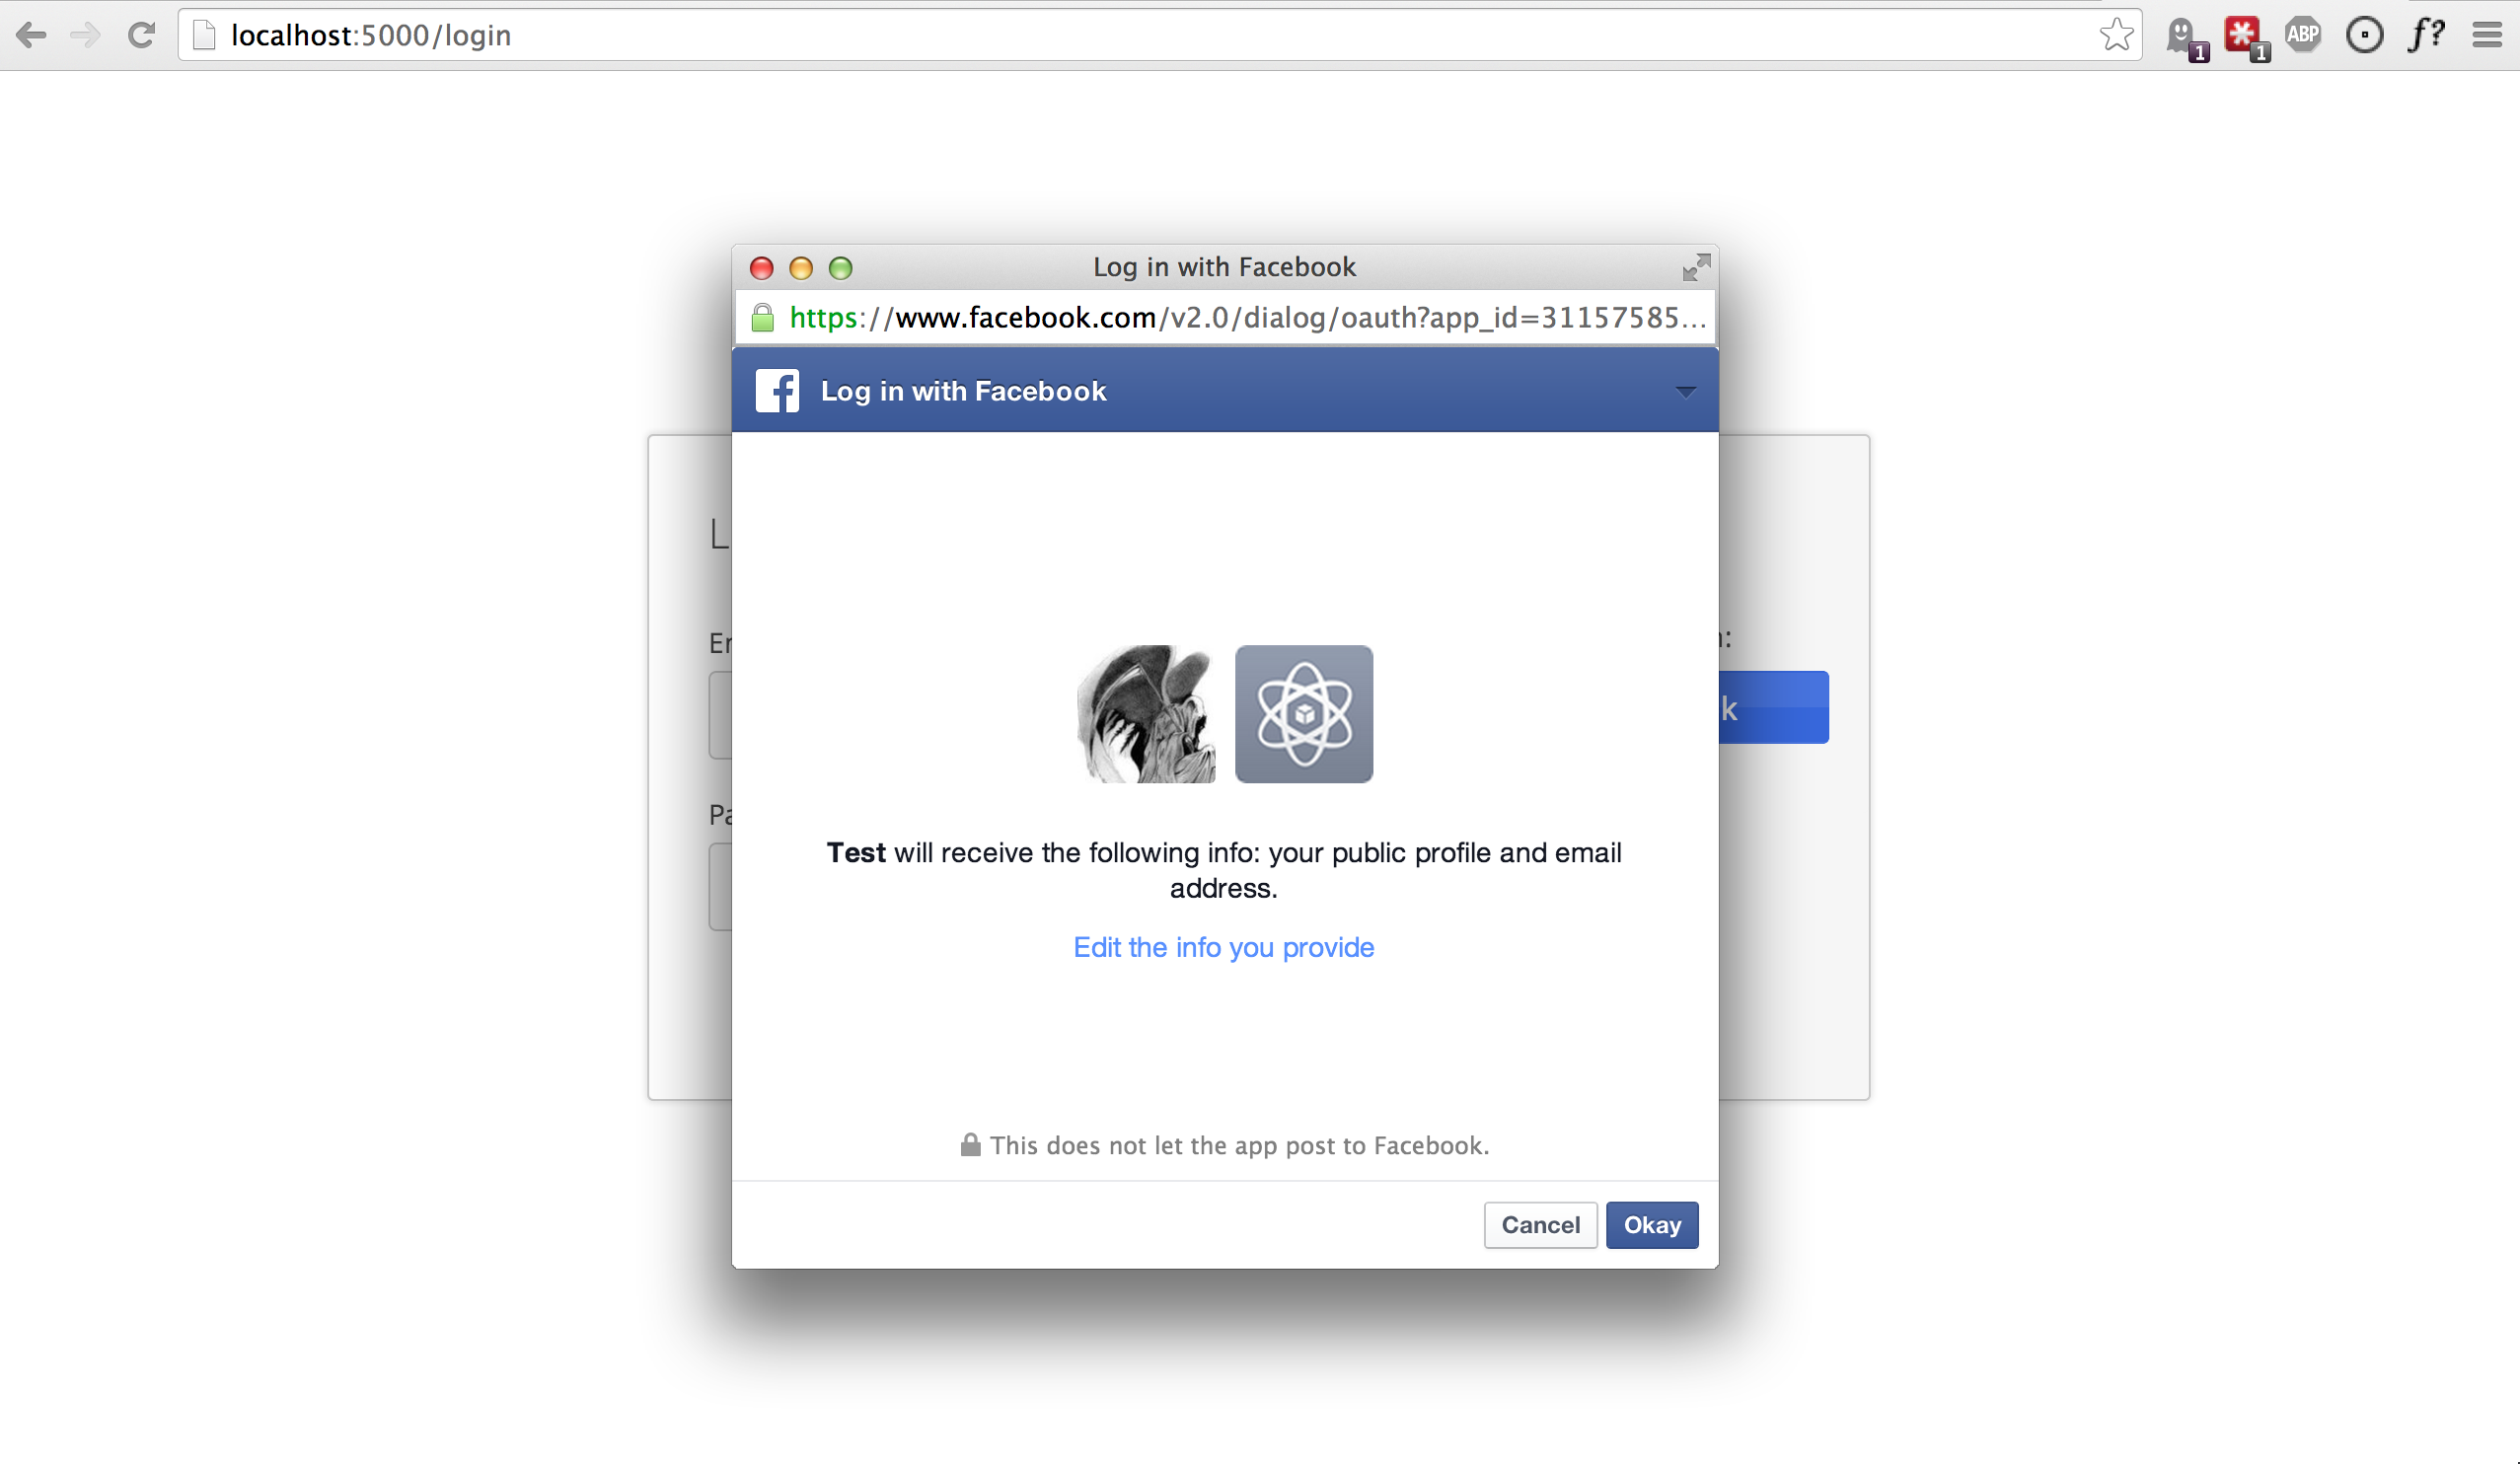 localhost:5000/login
1
1
ABP
f?
Log in with Facebook
https://www.facebook.com/v2.0/dialog/oauth?app_id=31157585...
Log in with Facebook
Test will receive the following info: your public profile and email
address.
Edit the info you provide
This does not let the app post to Facebook.
Cancel Okay